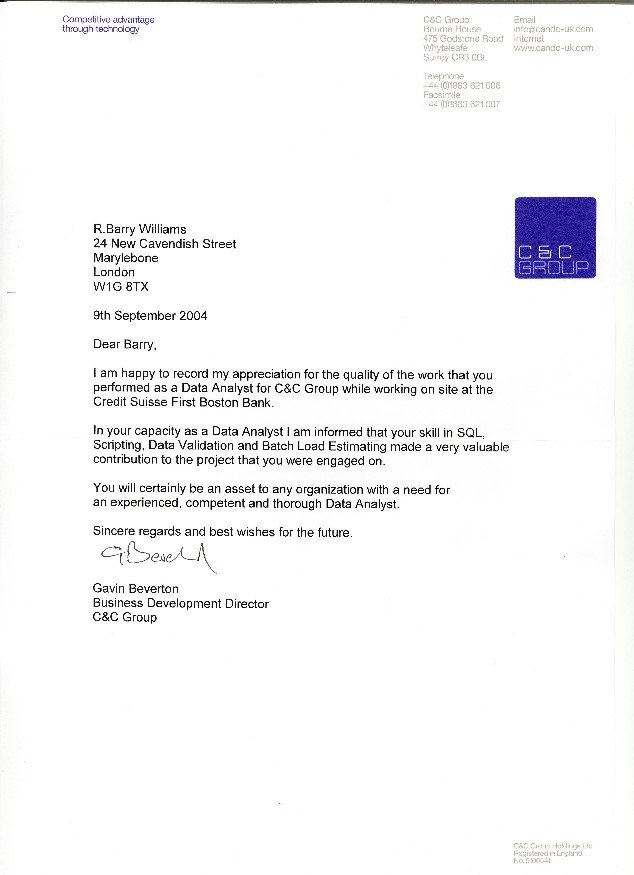 Competitive advantage
through technology
C&C Group
Bourne House
475 Godstone Road
Whyteleafe
Surrey CR3 0BL
Telephone
+44 (0)1883 621 006
Facsimile
+44 (0)1883 621 007
Email
info@candc-uk.com
Internet
www.candc-uk.com
C&C
GROUP
R.Barry Williams
24 New Cavendish Street
Marylebone
London
W1G 8TX
9th September 2004
Dear Barry,
I am happy to record my appreciation for the quality of the work that you
performed as a Data Analyst for C&C Group while working on site at the
Credit Suisse First Boston Bank.
In your capacity as a Data Analyst I am informed that your skill in SQL,
Scripting, Data Validation and Batch Load Estimating made a very valuable
contribution to the project that you were engaged on.
You will certainly be an asset to any organization with a need for
an experienced, competent and thorough Data Analyst.
Sincere regards and best wishes for the future.
Gavin Beverton
Business Development Director
C&C Group
C&C Group Holdings Ltd
Registered in England